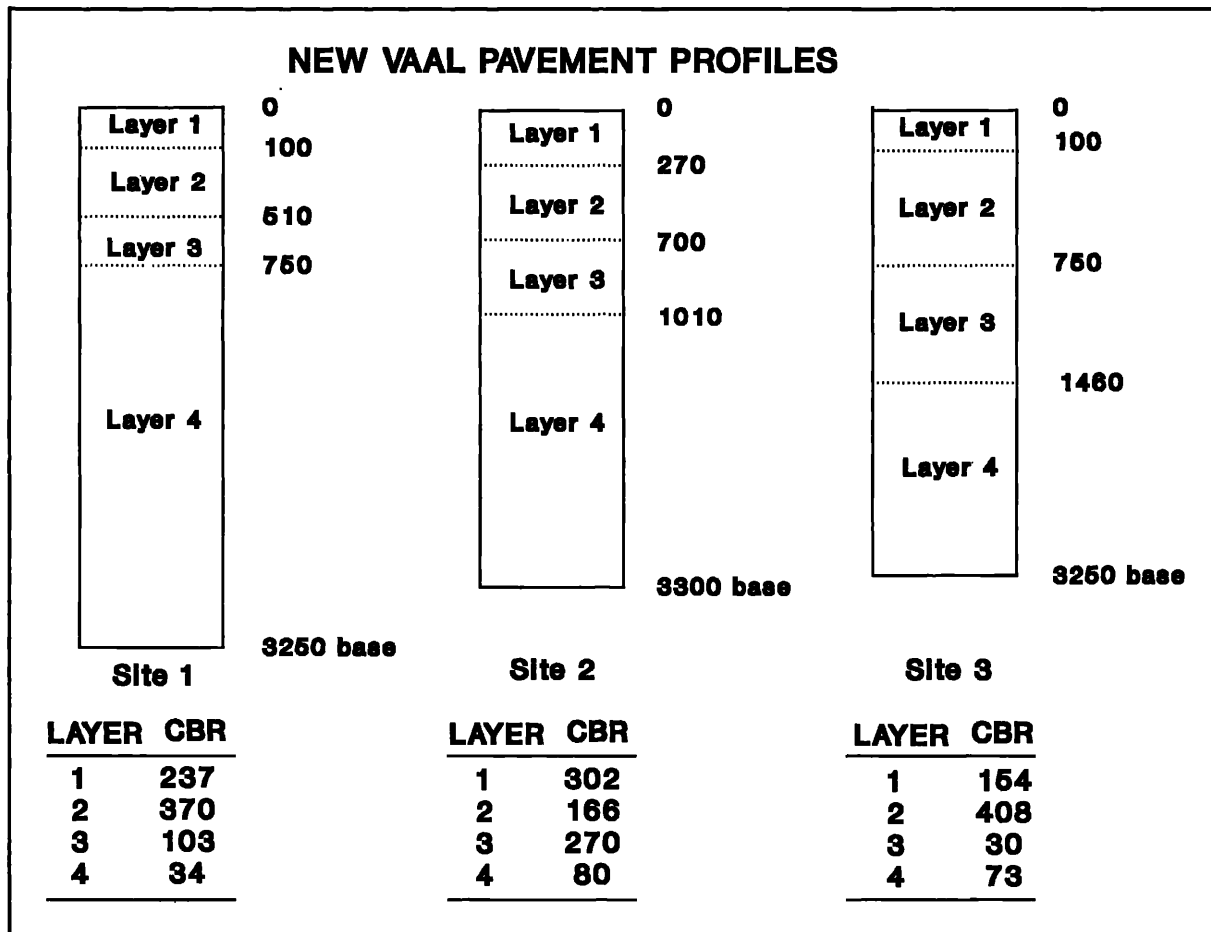 NEW VAAL PAVEMENT PROFILES
Layer 1
Layer 2
Layer 3
Layer 4
0
100
510
750
3250 base
Site 1
Layer 1
Layer 2
Layer 3
Layer 4
0
270
700
1010
3300 base
Site 2
Layer 1
Layer 2
Layer 3
Layer 4
0
100
750
1460
3250 base
Site 3
LAYER CBR
1 237
2 370
3 103
4 34
LAYER CBR
1 302
2 166
3 270
4 80
LAYER CBR
1 154
2 408
3 30
4 73